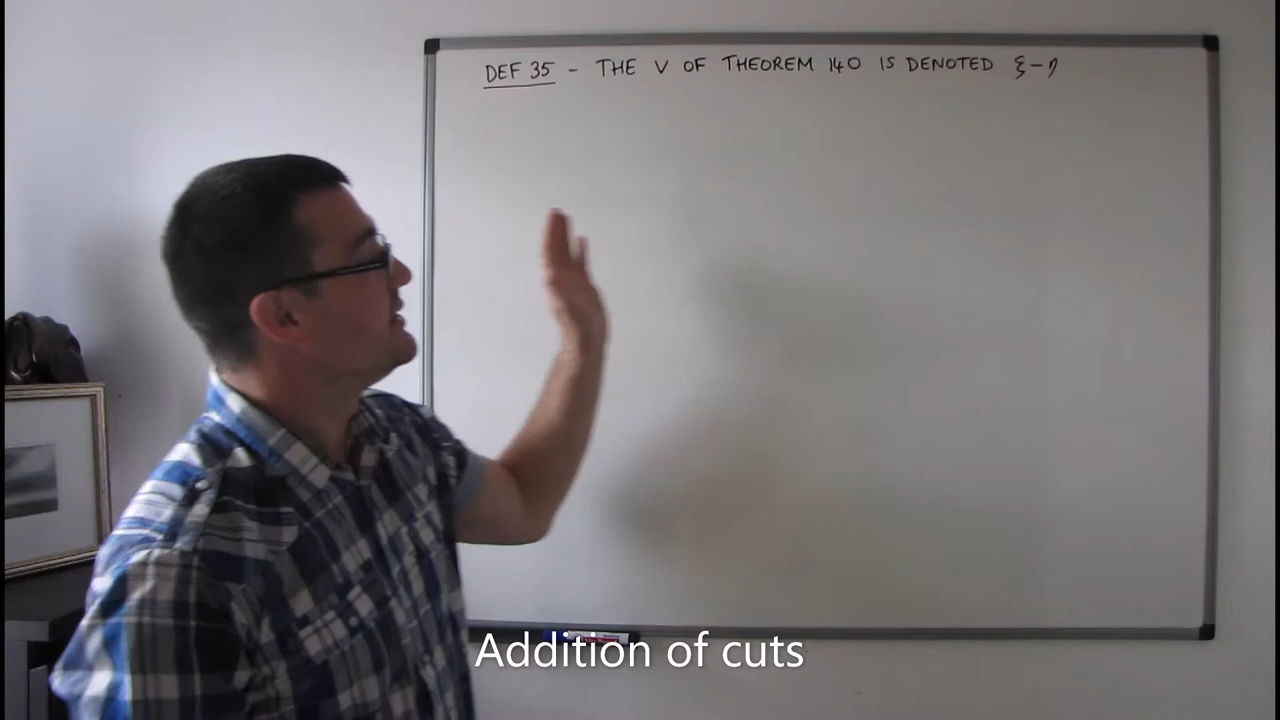 DEF 35 - THE V OF THEOREM 140 IS DENOTED ξ-η
Addition of cuts